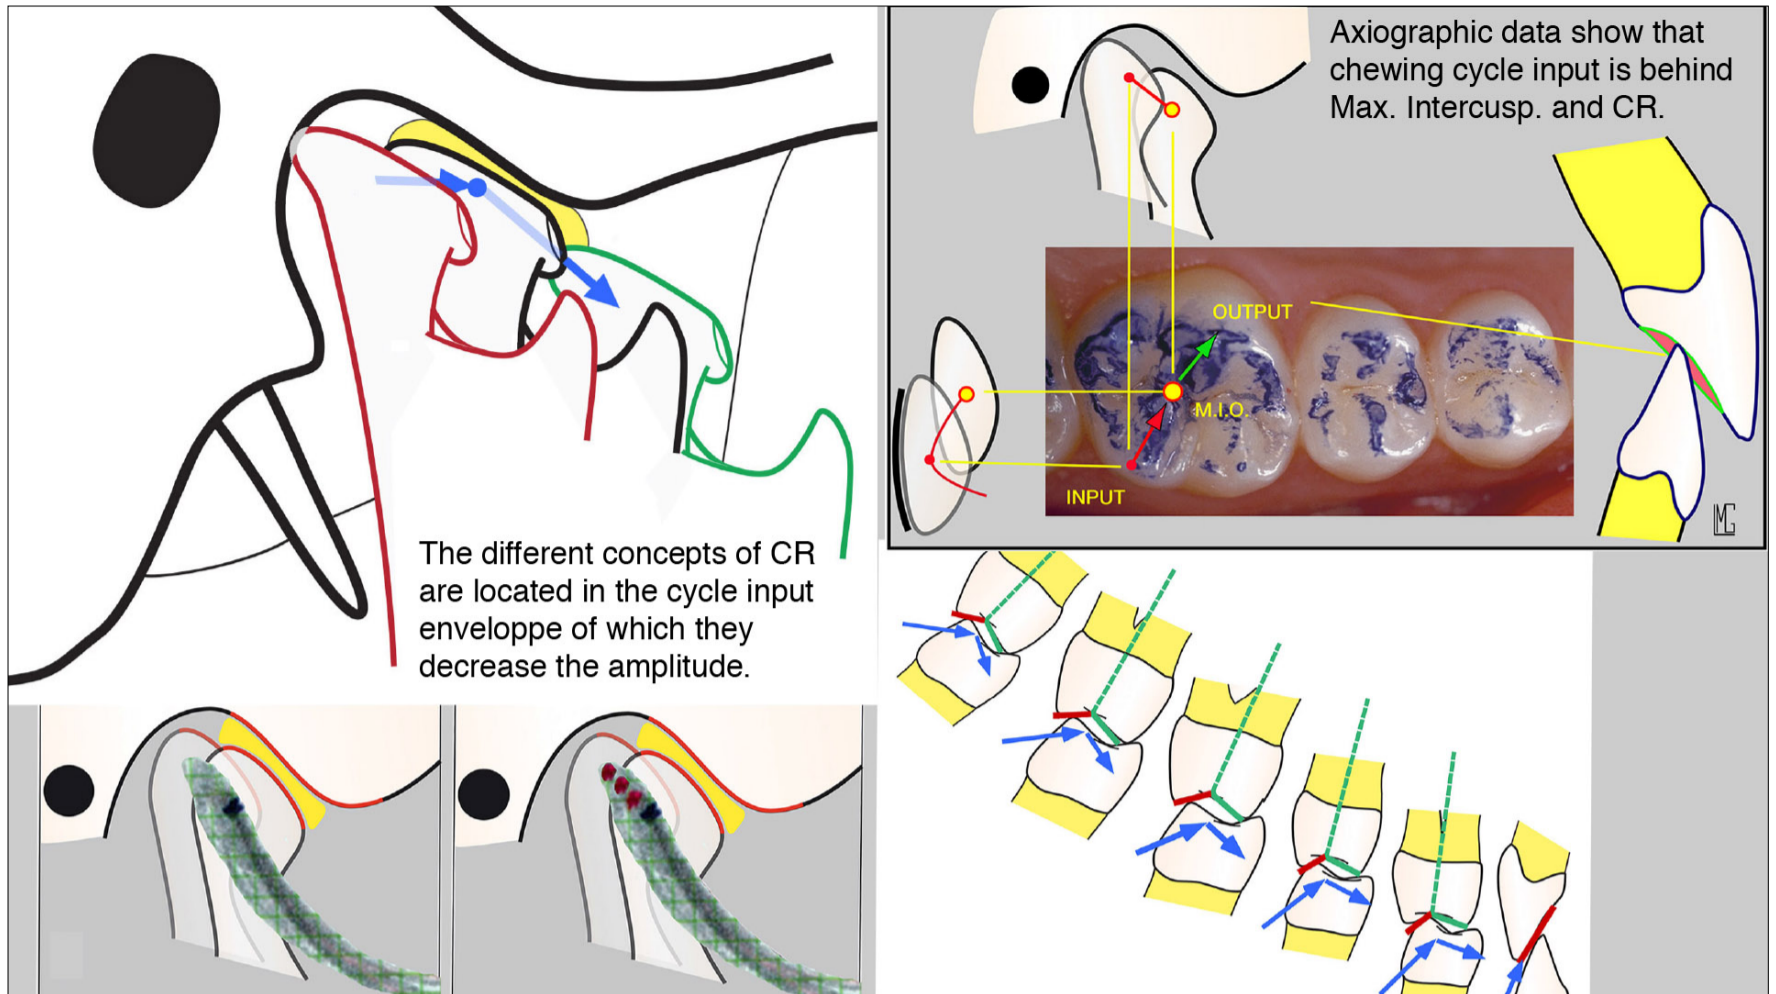 Axiographic data show that
chewing cycle input is behind
Max. Intercusp. and CR.
OUTPUT
M.I.O.
INPUT
LMG
The different concepts of CR
are located in the cycle input
enveloppe of which they
decrease the amplitude.